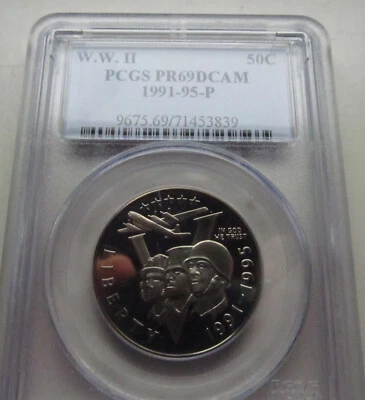 W.W. II 50C
PCGS PR69DCAM
1991-95-P
9675.69/71453839
IN GOD
WE TRUST
LIBERTY
1991-1995